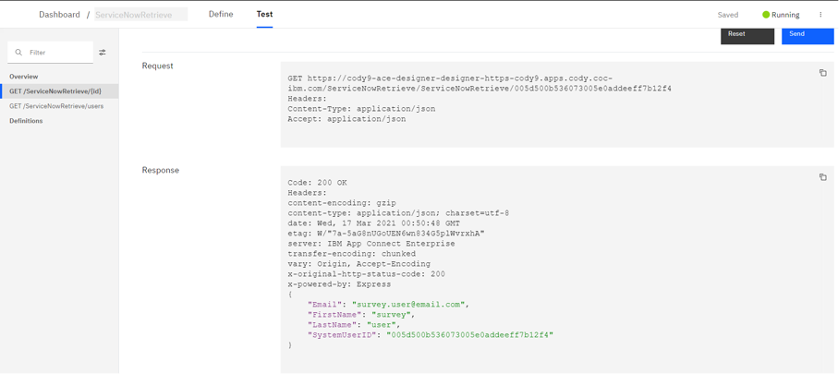 Dashboard / ServiceNowRetrieve Define Test Saved Running
Filter
Reset Send
Overview
GET /ServiceNowRetrieve/{id}
GET /ServiceNowRetrieve/users
Definitions
Request
GET https://cody9-ace-designer-designer-https-cody9.apps.cody.coc-
ibm.com/ServiceNowRetrieve/ServiceNowRetrieve/005d500b536073005e0addeeff7b12f4
Headers:
Content-Type: application/json
Accept: application/json
Response
Code: 200 OK
Headers:
content-encoding: gzip
content-type: application/json; charset=utf-8
date: Wed, 17 Mar 2021 00:50:48 GMT
etag: W/"7a-5aG8nUGoUEN6wn834G5plWvrxhA"
server: IBM App Connect Enterprise
transfer-encoding: chunked
vary: Origin, Accept-Encoding
x-original-http-status-code: 200
x-powered-by: Express
{
"Email": "survey.user@email.com",
"FirstName": "survey",
"LastName": "user",
"SystemUserID": "005d500b536073005e0addeeff7b12f4"
}